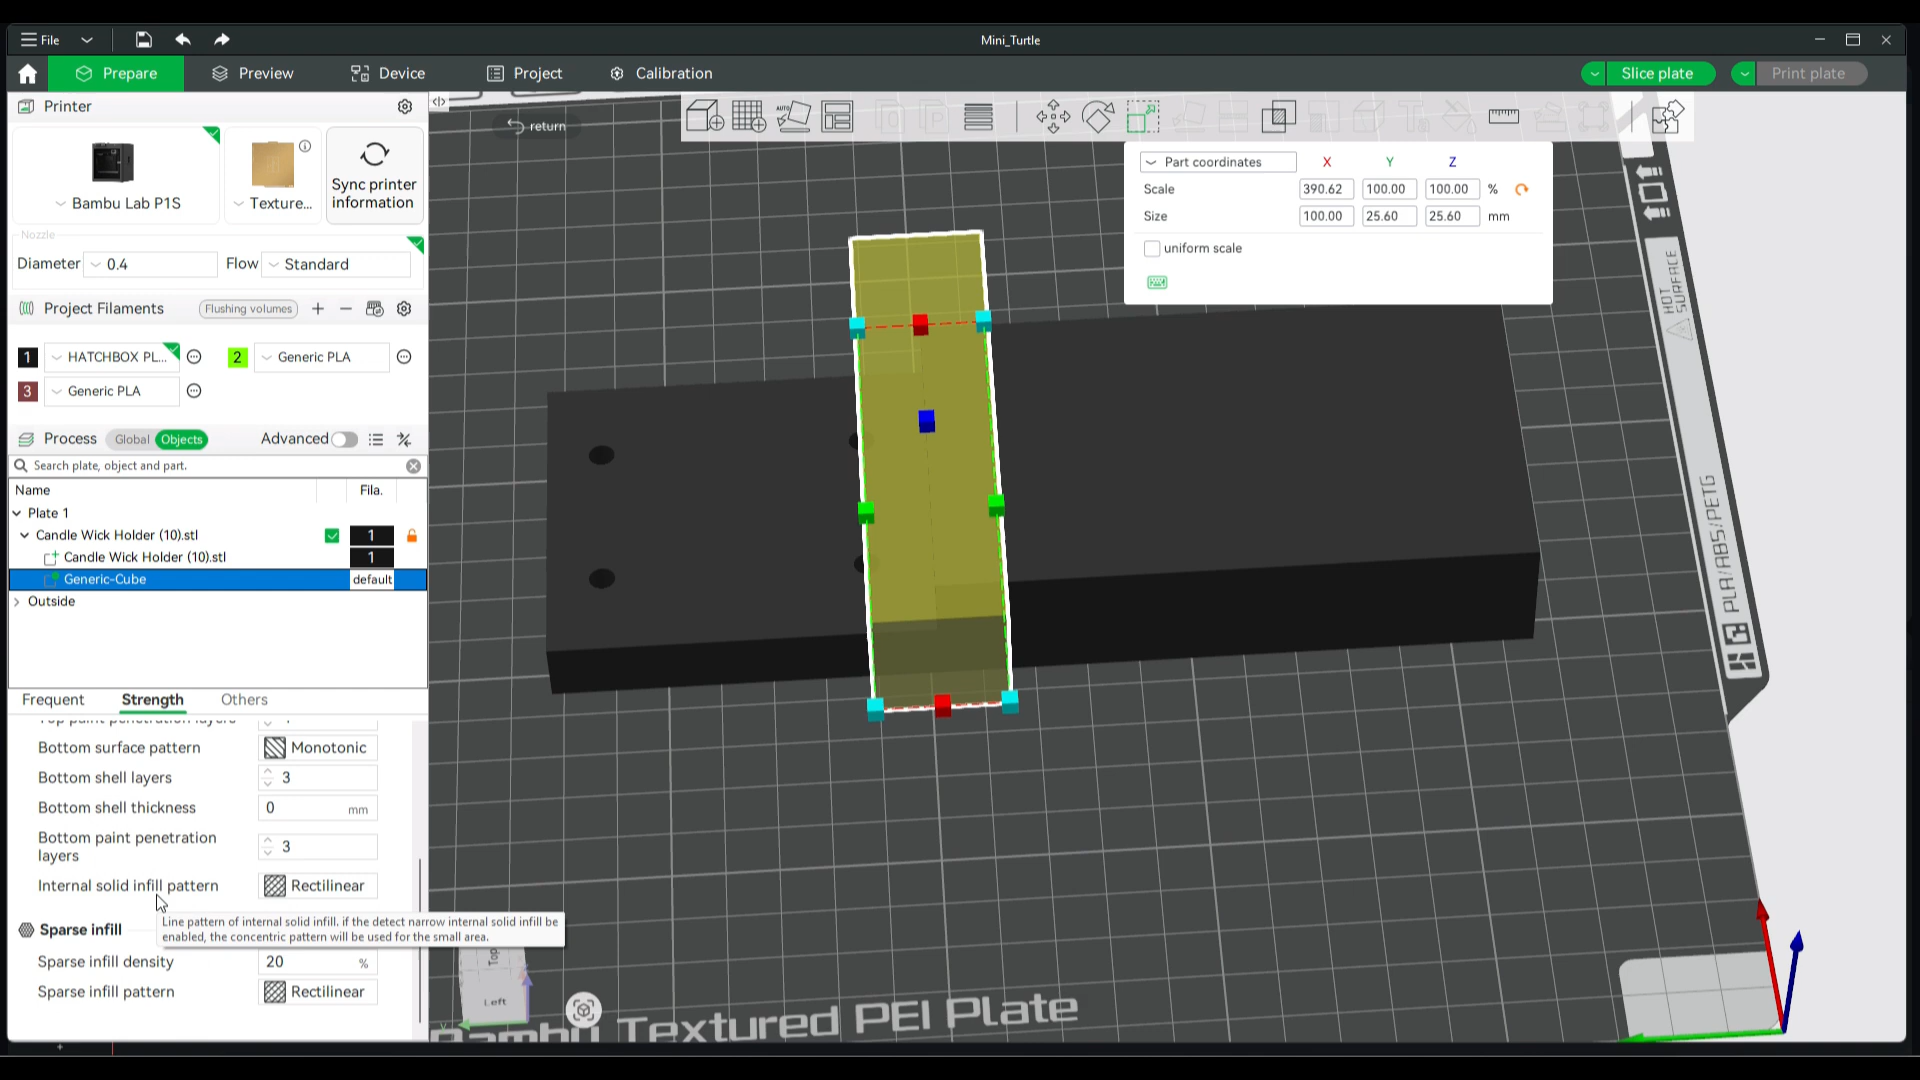 File
Mini_Turtle
Prepare
Preview
Device
Project
Calibration
Slice plate
Print plate
Printer
return
Bambu Lab P1S
Texture...
Sync printer
information
Nozzle
Diameter
0.4
Flow
Standard
Project Filaments
Flushing volumes
1
HATCHBOX PL...
2
Generic PLA
3
Generic PLA
Process
Global
Objects
Advanced
Search plate, object and part.
Name
Fila.
Plate 1
Candle Wick Holder (10).stl
1
Candle Wick Holder (10).stl
1
Generic-Cube
default
Outside
Frequent
Strength
Others
Top paint penetration layers
Bottom surface pattern
Monotonic
Bottom shell layers
3
Bottom shell thickness
0
mm
Bottom paint penetration
layers
3
Internal solid infill pattern
Rectilinear
Line pattern of internal solid infill. if the detect narrow internal solid infill be
enabled, the concentric pattern will be used for the small area.
Sparse infill
Sparse infill density
20
%
Sparse infill pattern
Rectilinear
Part coordinates
X
Y
Z
Scale
390.62
100.00
100.00
%
Size
100.00
25.60
25.60
mm
uniform scale
HOT
SURFACE
PLA/ABS/PETG
Top
Left
Y
Bambu Textured PEI Plate